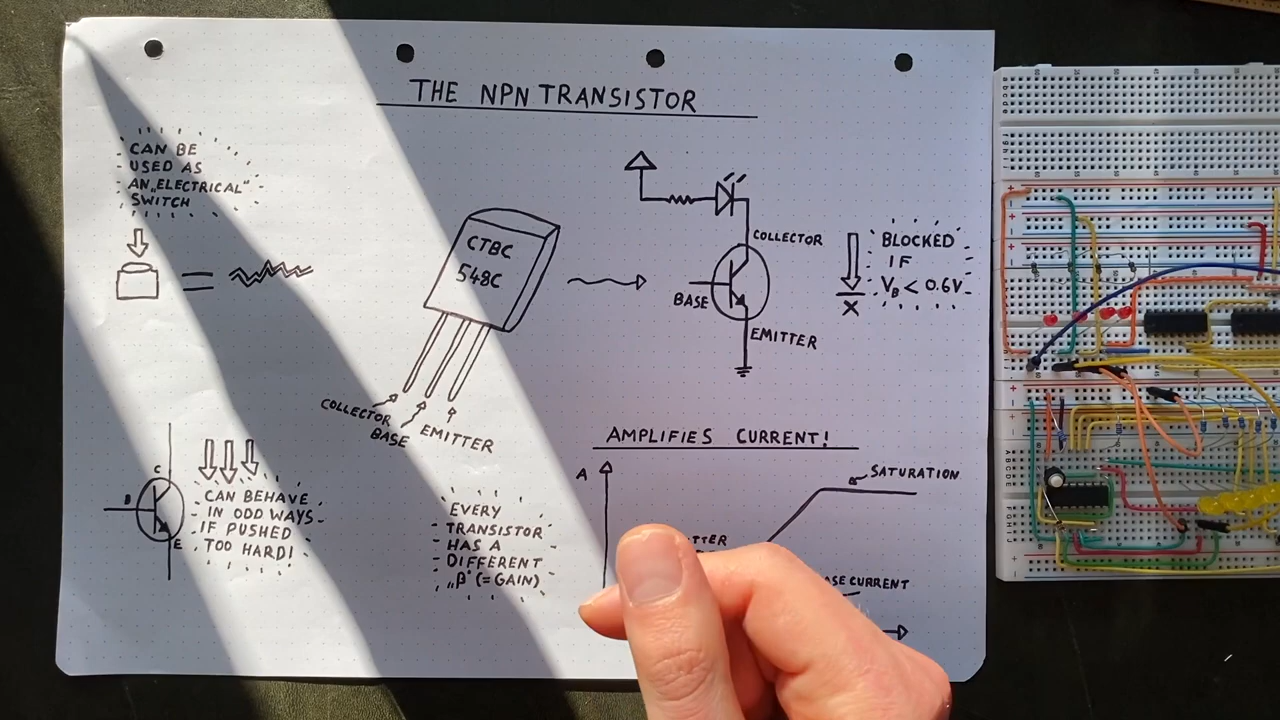 THE NPN TRANSISTOR
CAN BE
USED AS
AN „ELECTRICAL"
SWITCH
CTBC
548C
COLLECTOR
BASE
EMITTER
COLLECTOR
BASE
EMITTER
BLOCKED
IF
VB < 0.6V
X
C
B
E
CAN BEHAVE
IN ODD WAYS
IF PUSHED
TOO HARD!
EVERY
TRANSISTOR
HAS A
DIFFERENT
„β" (=GAIN)
AMPLIFIES CURRENT!
A
SATURATION
CURRENT